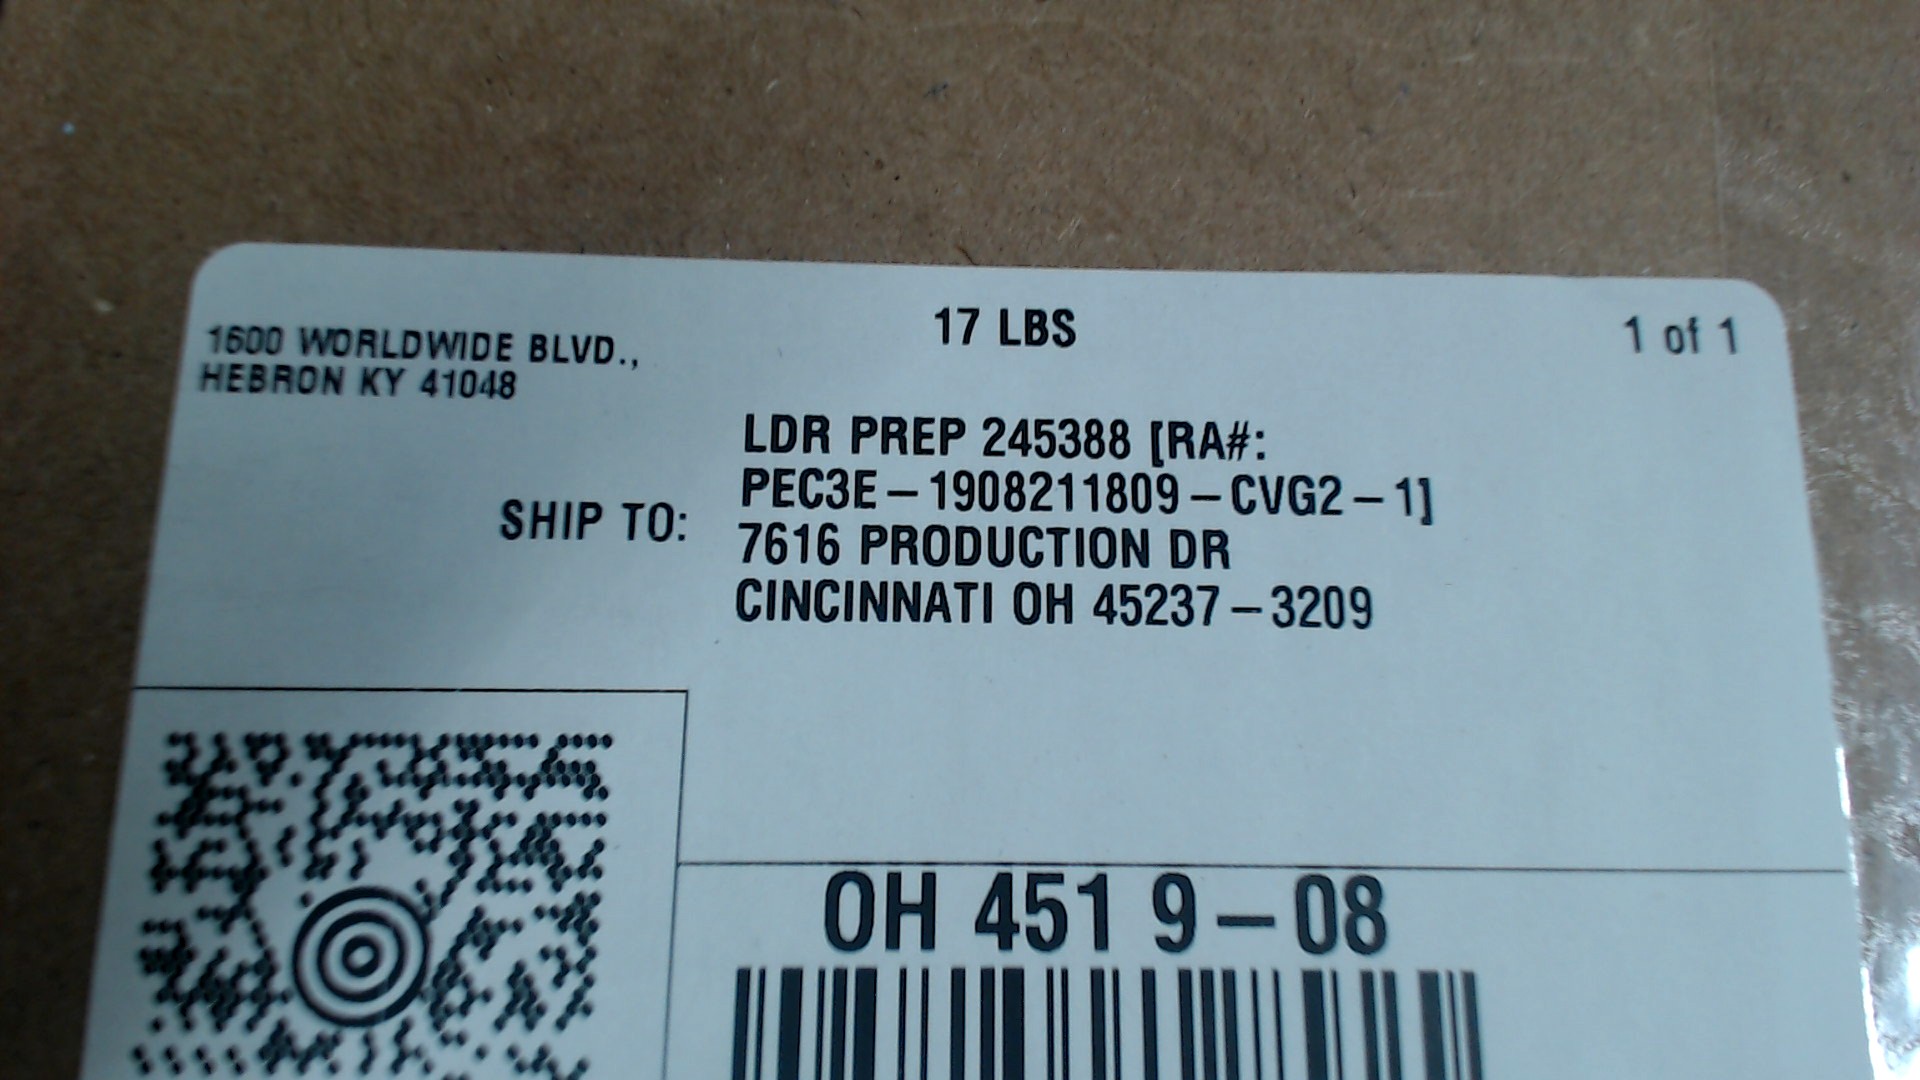 1600 WORLDWIDE BLVD.,
HEBRON KY 41048
17 LBS
1 of 1
SHIP TO:
LDR PREP 245388 [RA#:
PEC3E-1908211809-CVG2-1]
7616 PRODUCTION DR
CINCINNATI OH 45237-3209
OH 451 9-08